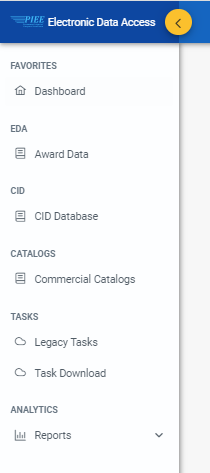 PIEE Electronic Data Access
FAVORITES
Dashboard
EDA
Award Data
CID
CID Database
CATALOGS
Commercial Catalogs
TASKS
Legacy Tasks
Task Download
ANALYTICS
Reports